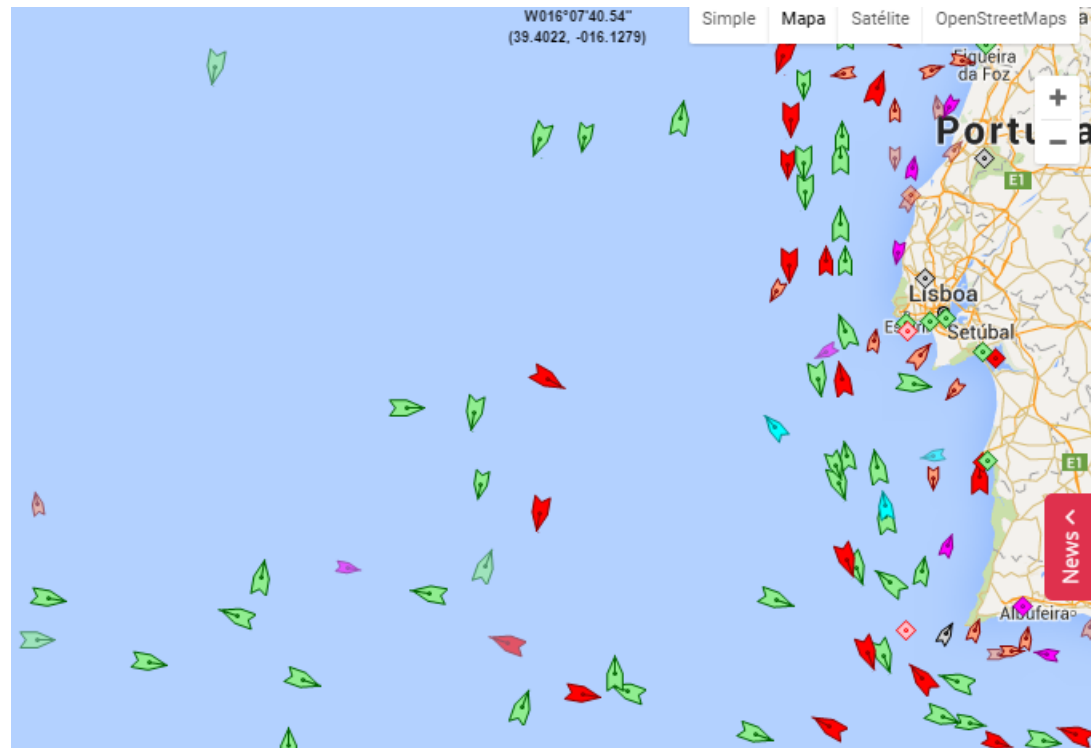 W016°07'40.54"
(39.4022, -016.1279)
Simple Mapa Satélite OpenStreetMaps
Figueira
da Foz
+
−
E1
Lisboa
Setúbal
E1
News
Albufeira